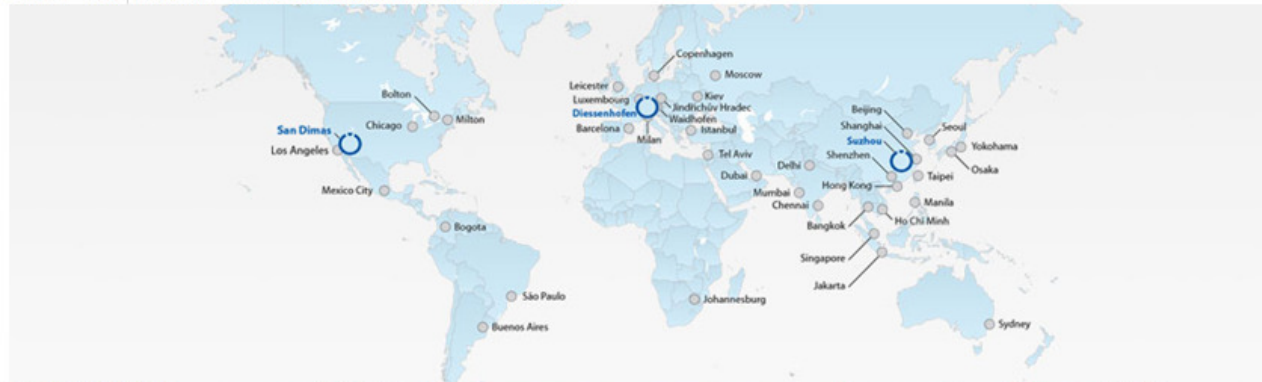 Copenhagen
Moscow
Leicester
Luxembourg
Kiev
Jindřichův Hradec
Diessenhofen
Waidhofen
Barcelona
Istanbul
Milan
Bolton
Milton
Chicago
San Dimas
Los Angeles
Mexico City
Bogota
São Paulo
Buenos Aires
Tel Aviv
Dubai
Delhi
Mumbai
Chennai
Johannesburg
Beijing
Shanghai
Seoul
Suzhou
Yokohama
Shenzhen
Osaka
Taipei
Hong Kong
Manila
Ho Chi Minh
Bangkok
Singapore
Jakarta
Sydney